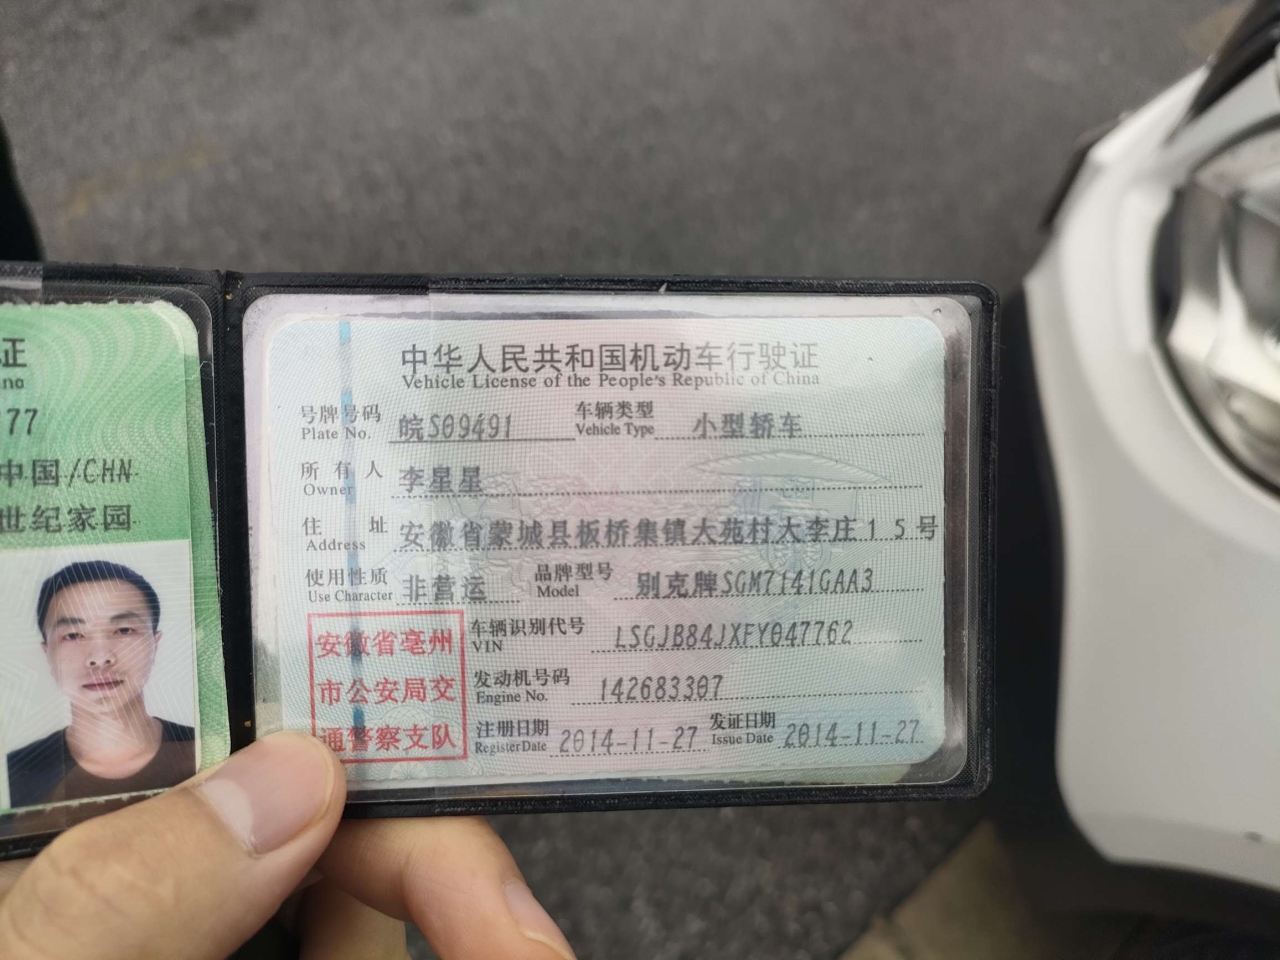 证
na
77
中国/CHN
世纪家园
中华人民共和国机动车行驶证
Vehicle License of the People's Republic of China
号牌号码 皖S09491 车辆类型 小型轿车
Plate No. Vehicle Type
所有人 李星星
Owner
住址 安徽省蒙城县板桥集镇大苑村大李庄15号
Address
使用性质 非营运 品牌型号 别克牌SGM7141GAA3
Use Character Model
安徽省亳州 车辆识别代号 LSGJB84JXFY047762
VIN
市公安局交 发动机号码 142683307
Engine No.
通警察支队 注册日期 2014-11-27 发证日期 2014-11-27
Register Date Issue Date